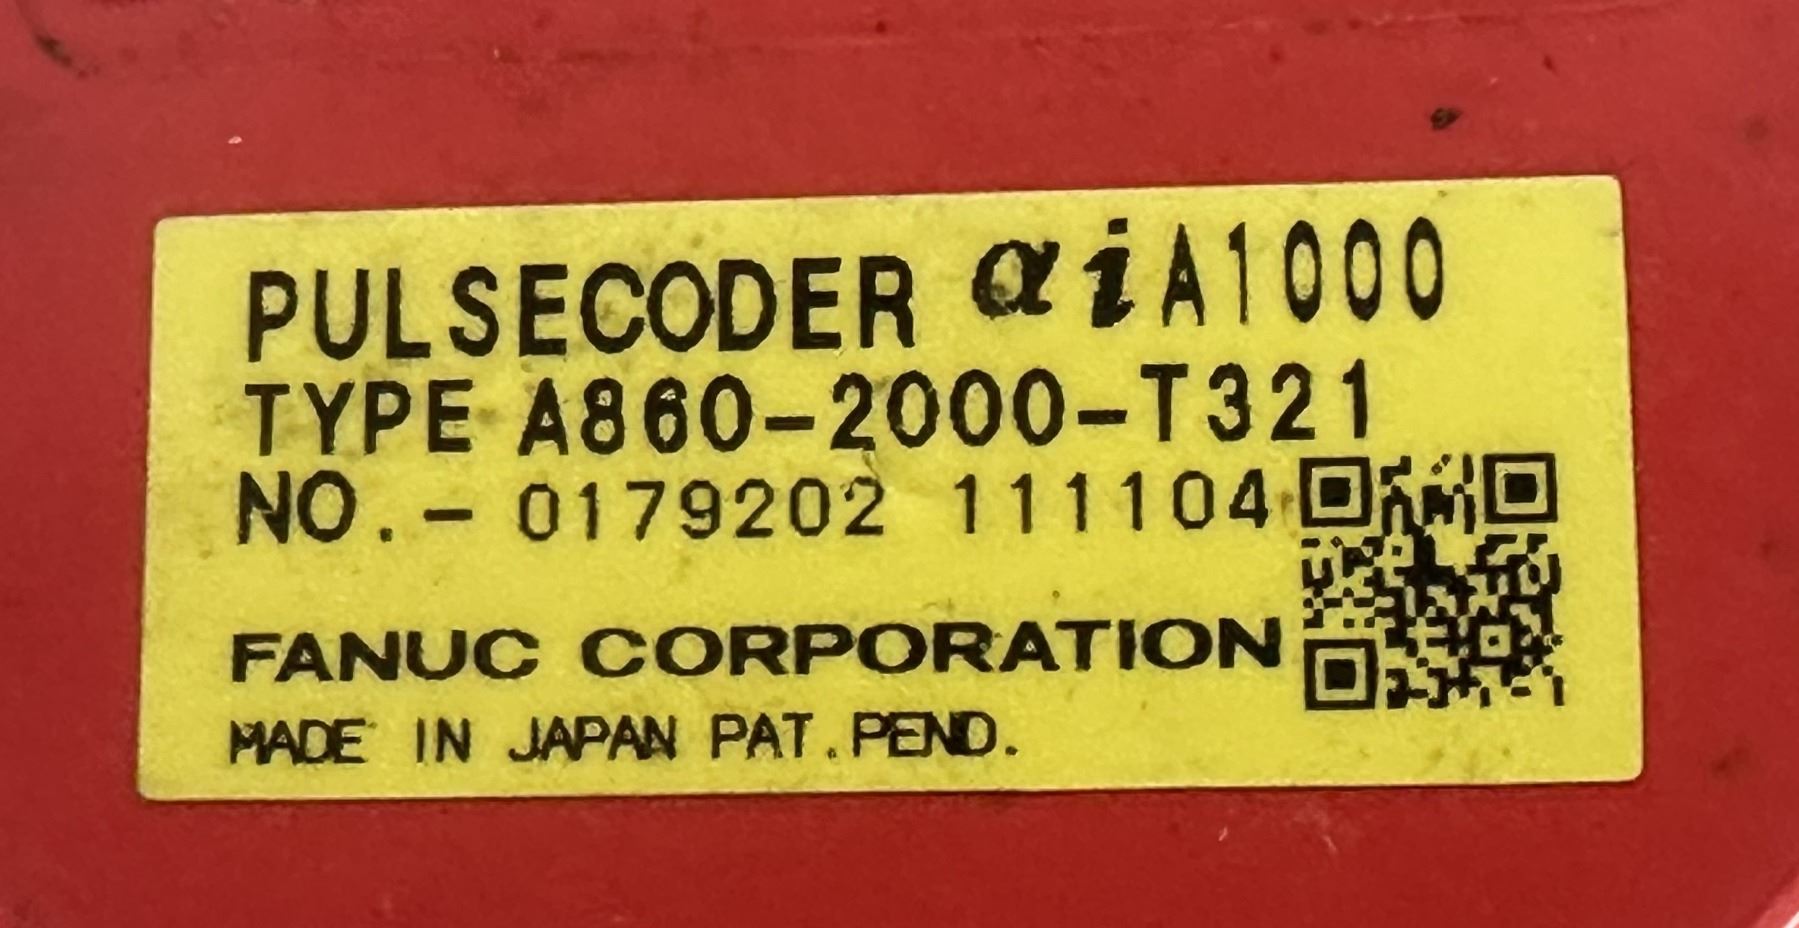 PULSECODER αiA1000
TYPE A860-2000-T321
NO.- 0179202 111104
FANUC CORPORATION
MADE IN JAPAN PAT.PEND.